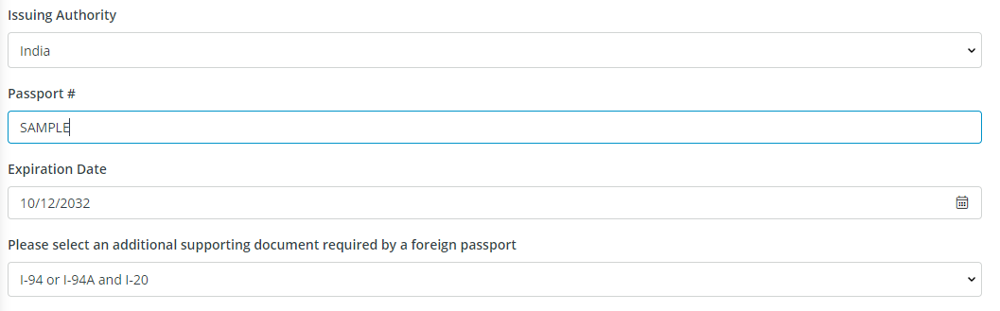 Issuing Authority
India
Passport #
SAMPLE
Expiration Date
10/12/2032
Please select an additional supporting document required by a foreign passport
I-94 or I-94A and I-20